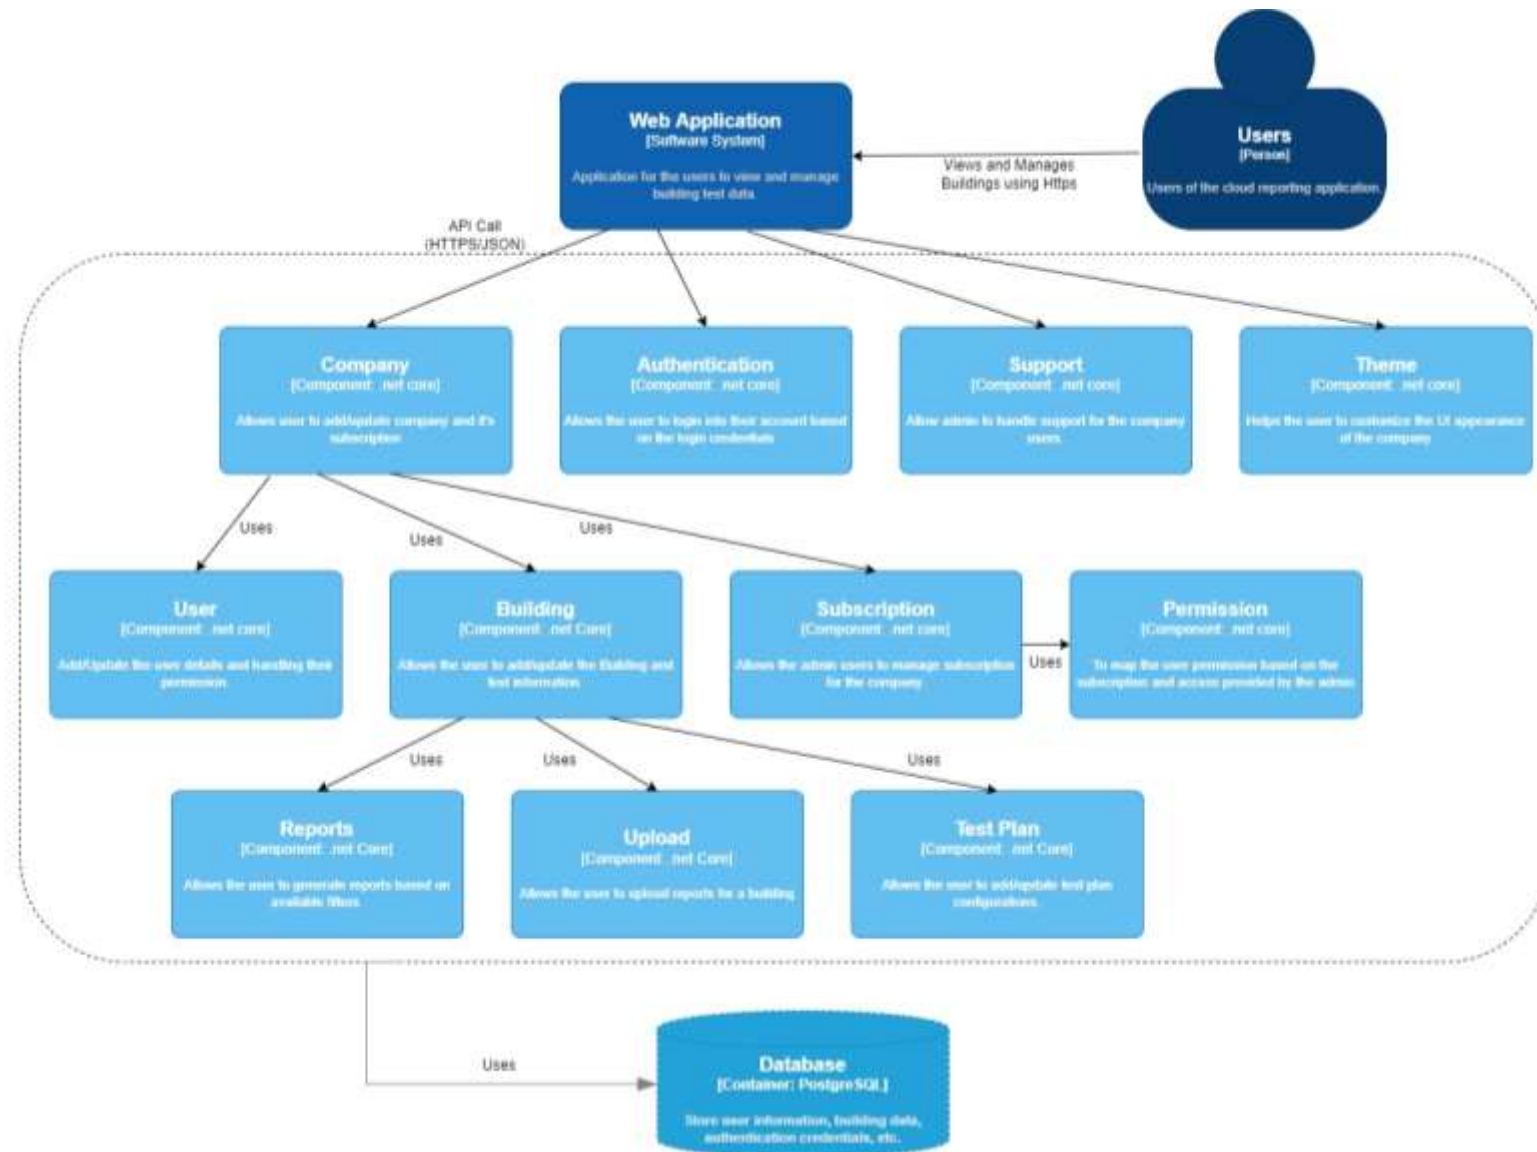 Web Application
[Software System]
Application for the users to view and manage
building test data.
Users
[Person]
Users of the cloud reporting application.
Views and Manages
Buildings using Https
API Call
(HTTPS/JSON)
Company
[Component: .net core]
Allows user to add/update company and it's
subscription
Authentication
[Component: .net core]
Allows the user to login into their account based
on the login credentials
Support
[Component: .net core]
Allow admin to handle support for the company
users.
Theme
[Component: .net core]
Helps the user to customize the UI appearance
of the company
Uses
Uses
Uses
User
[Component: .net core]
Add/Update the user details and handling their
permission.
Building
[Component: .net Core]
Allows the user to add/update the Building and
test information.
Subscription
[Component: .net core]
Allows the admin users to manage subscription
for the company
Uses
Permission
[Component: .net core]
To map the user permission based on the
subscription and access provided by the admin
Uses
Uses
Uses
Reports
[Component: .net Core]
Allows the user to generate reports based on
available filters
Upload
[Component: .net Core]
Allows the user to upload reports for a building
Test Plan
[Component: .net Core]
Allows the user to add/update test plan
configurations.
Uses
Database
[Container: PostgreSQL]
Store user information, building data,
authentication credentials, etc.